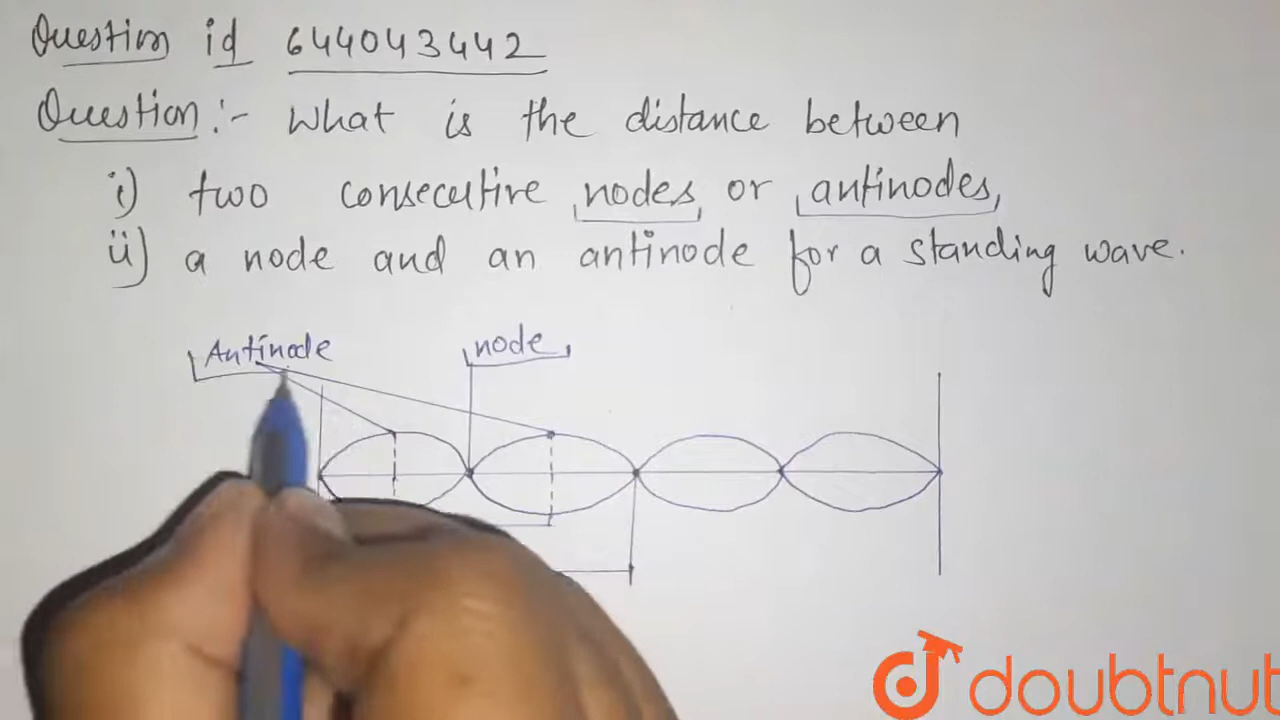 Question id 644043442
Question:- What is the distance between
i) two consecutive nodes or antinodes,
ii) a node and an antinode for a standing wave.
Antinode node
doubtnut